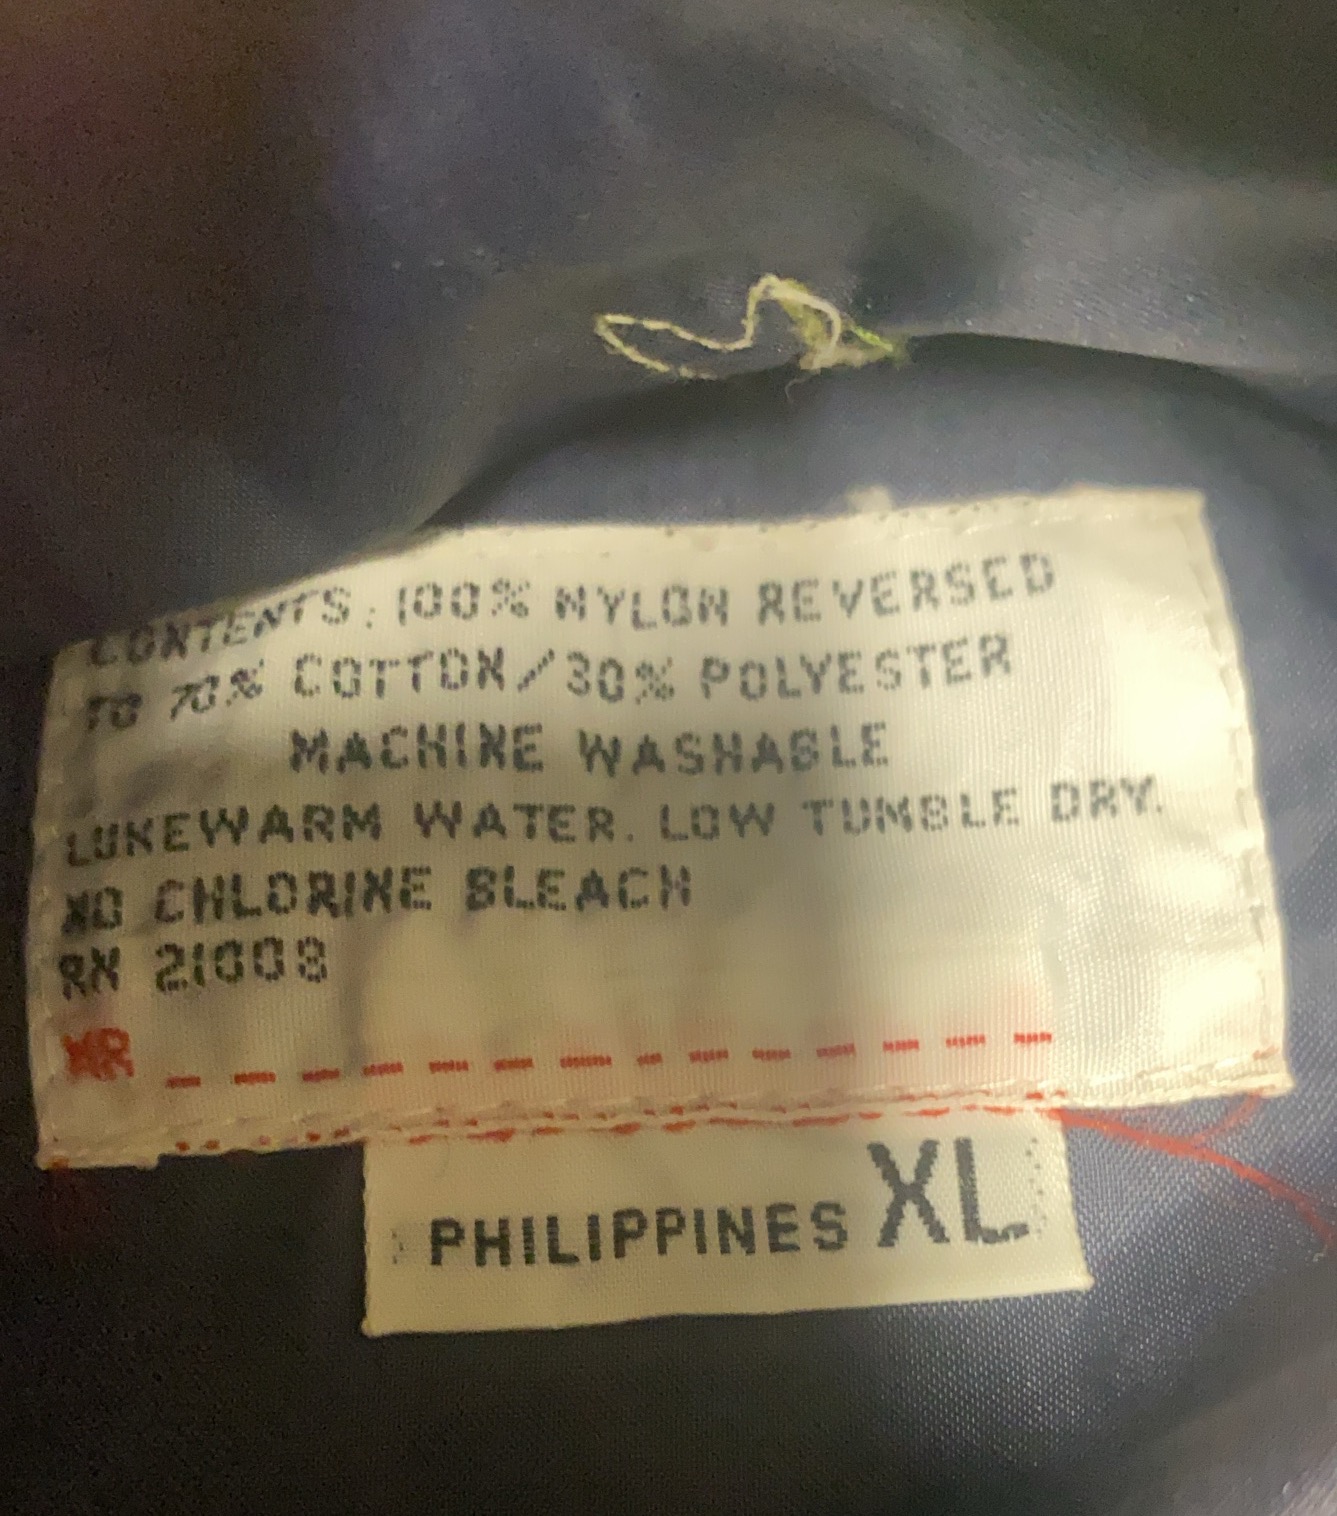 CONTENTS: 100% NYLON REVERSED
TO 70% COTTON/30% POLYESTER
MACHINE WASHABLE
LUKEWARM WATER. LOW TUMBLE DRY.
NO CHLORINE BLEACH
RN 21008
PHILIPPINES XL